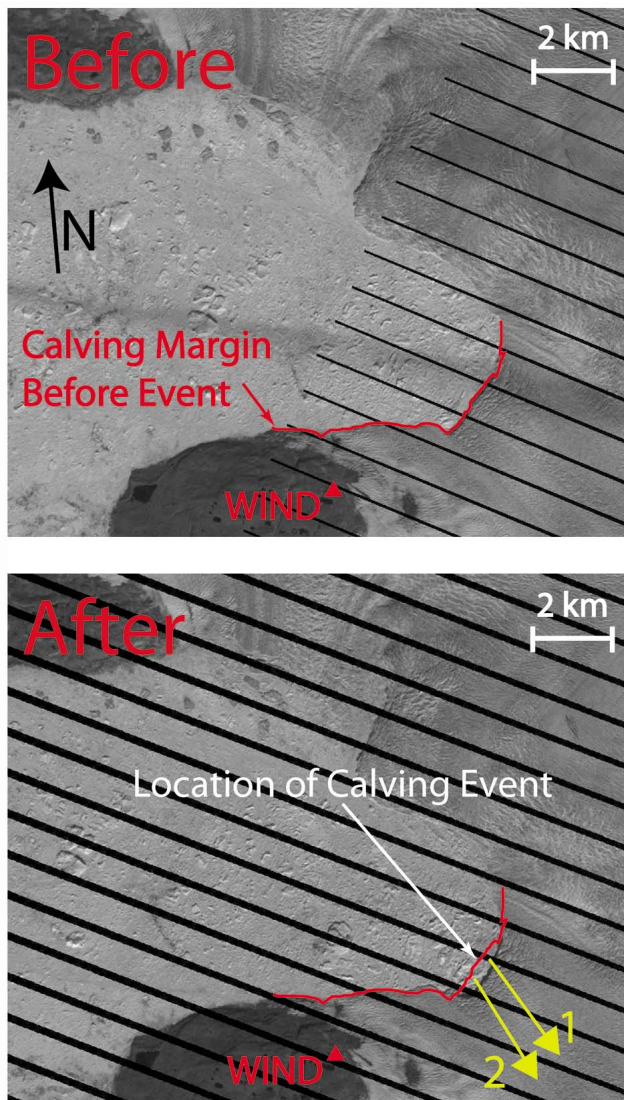 Before
2 km
N
Calving Margin
Before Event
WIND
After
2 km
Location of Calving Event
1
2
WIND